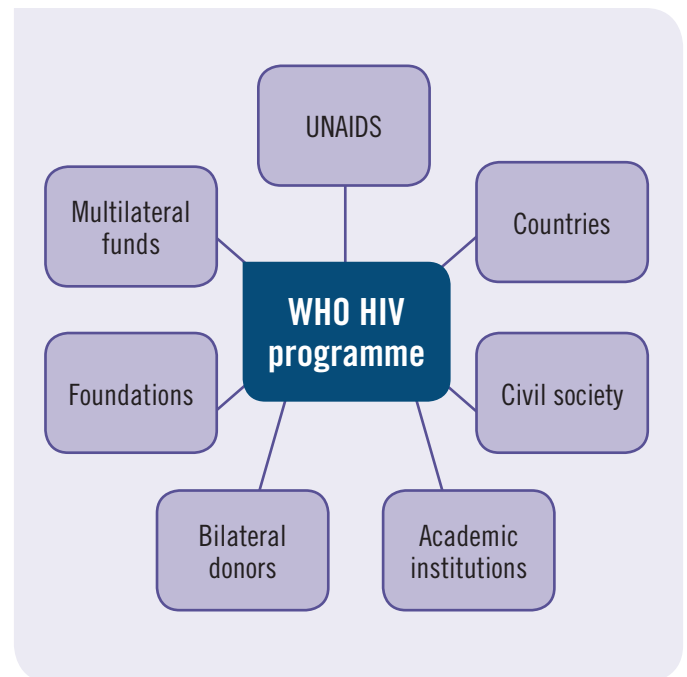 UNAIDS
Multilateral
funds
Countries
WHO HIV
programme
Foundations
Civil society
Bilateral
donors
Academic
institutions